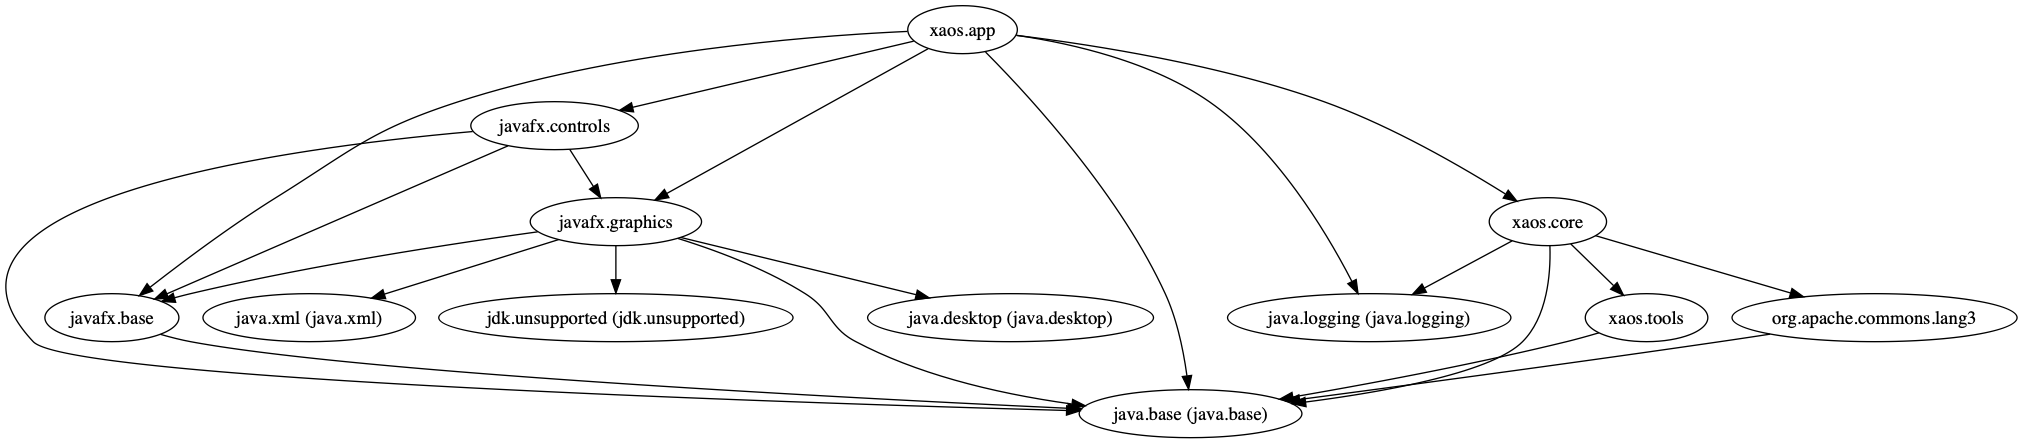 xaos.app
javafx.controls
javafx.graphics
xaos.core
javafx.base
java.xml (java.xml)
jdk.unsupported (jdk.unsupported)
java.desktop (java.desktop)
java.logging (java.logging)
xaos.tools
org.apache.commons.lang3
java.base (java.base)